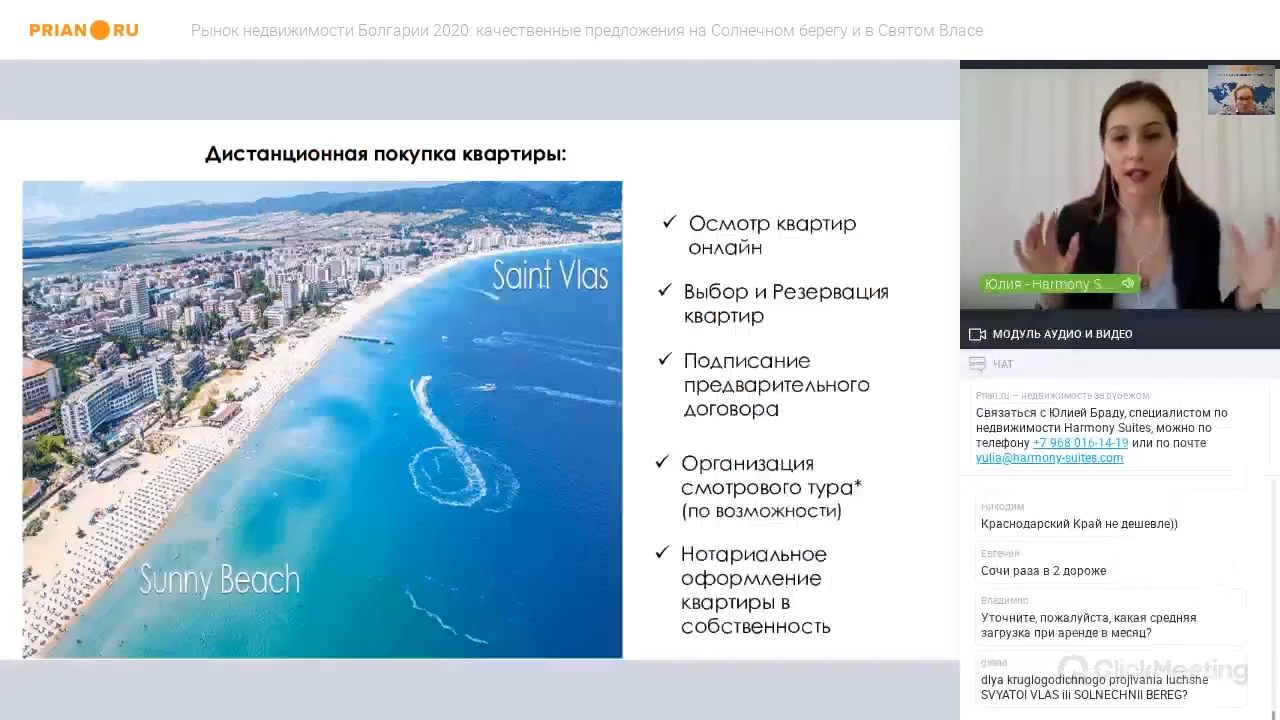 PRIAN RU
Рынок недвижимости Болгарии 2020: качественные предложения на Солнечном берегу и в Святом Власе
Дистанционная покупка квартиры:
Saint Vlas
Sunny Beach
✓ Осмотр квартир
онлайн
✓ Выбор и Резервация
квартир
✓ Подписание
предварительного
договора
✓ Организация
смотрового тура*
(по возможности)
✓ Нотариальное
оформление
квартиры в
собственность
Юлия - Harmony S...
МОДУЛЬ АУДИО И ВИДЕО
ЧАТ
Prian.ru – недвижимость за рубежом
Связаться с Юлией Браду, специалистом по
недвижимости Harmony Suites, можно по
телефону +7 968 016-14-19 или по почте
yulia@harmony-suites.com
Никодим
Краснодарский Край не дешевле))
Евгений
Сочи раза в 2 дороже
Владимир
Уточните, пожалуйста, какая средняя
загрузка при аренде в месяц?
ClickMeeting
dlya kruglogodichnogo projivania luchshe
SVYATOI VLAS ili SOLNECHNII BEREG?